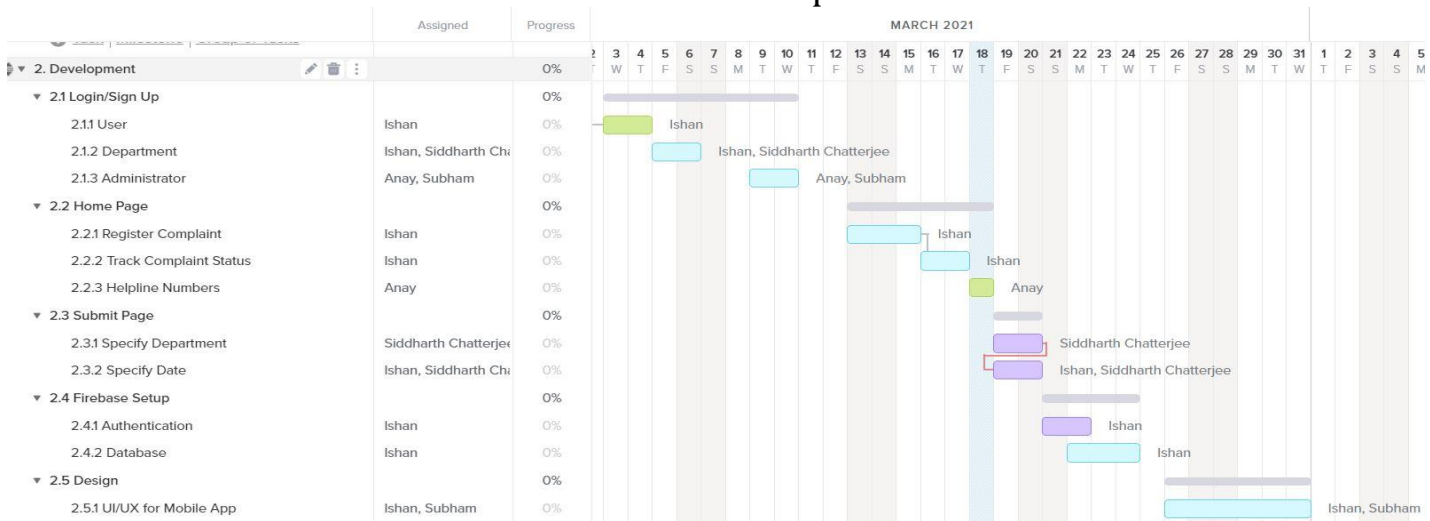 Assigned Progress MARCH 2021
Task | Milestone | Group of Tasks
2 3 4 5 6 7 8 9 10 11 12 13 14 15 16 17 18 19 20 21 22 23 24 25 26 27 28 29 30 31 1 2 3 4 5
T W T F S S M T W T F S S M T W T F S S M T W T F S S M T W T F S S M
2. Development 0%
2.1 Login/Sign Up 0%
2.1.1 User Ishan 0% Ishan
2.1.2 Department Ishan, Siddharth Cha 0% Ishan, Siddharth Chatterjee
2.1.3 Administrator Anay, Subham 0% Anay, Subham
2.2 Home Page 0%
2.2.1 Register Complaint Ishan 0% Ishan
2.2.2 Track Complaint Status Ishan 0% Ishan
2.2.3 Helpline Numbers Anay 0% Anay
2.3 Submit Page 0%
2.3.1 Specify Department Siddharth Chatterjee 0% Siddharth Chatterjee
2.3.2 Specify Date Ishan, Siddharth Cha 0% Ishan, Siddharth Chatterjee
2.4 Firebase Setup 0%
2.4.1 Authentication Ishan 0% Ishan
2.4.2 Database Ishan 0% Ishan
2.5 Design 0%
2.5.1 UI/UX for Mobile App Ishan, Subham 0% Ishan, Subham